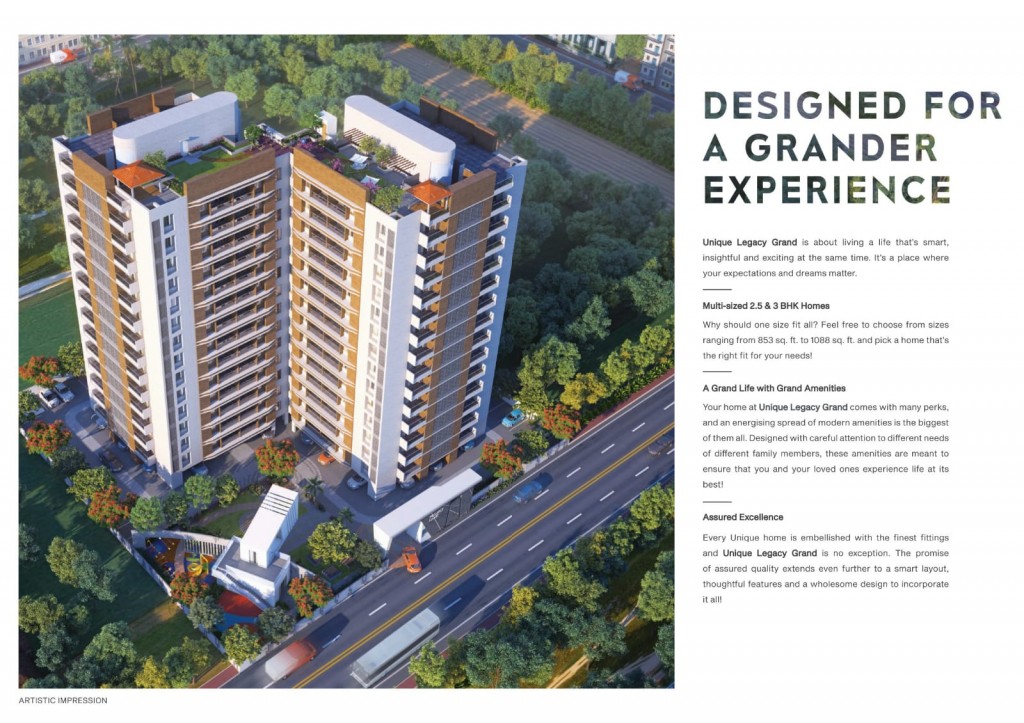 DESIGNED FOR
A GRANDER
EXPERIENCE
Unique Legacy Grand is about living a life that's smart,
insightful and exciting at the same time. It's a place where
your expectations and dreams matter.
Multi-sized 2.5 & 3 BHK Homes
Why should one size fit all? Feel free to choose from sizes
ranging from 853 sq. ft. to 1088 sq. ft. and pick a home that's
the right fit for your needs!
A Grand Life with Grand Amenities
Your home at Unique Legacy Grand comes with many perks,
and an energising spread of modern amenities is the biggest
of them all. Designed with careful attention to different needs
of different family members, these amenities are meant to
ensure that you and your loved ones experience life at its
best!
Assured Excellence
Every Unique home is embellished with the finest fittings
and Unique Legacy Grand is no exception. The promise
of assured quality extends even further to a smart layout,
thoughtful features and a wholesome design to incorporate
it all!
ARTISTIC IMPRESSION